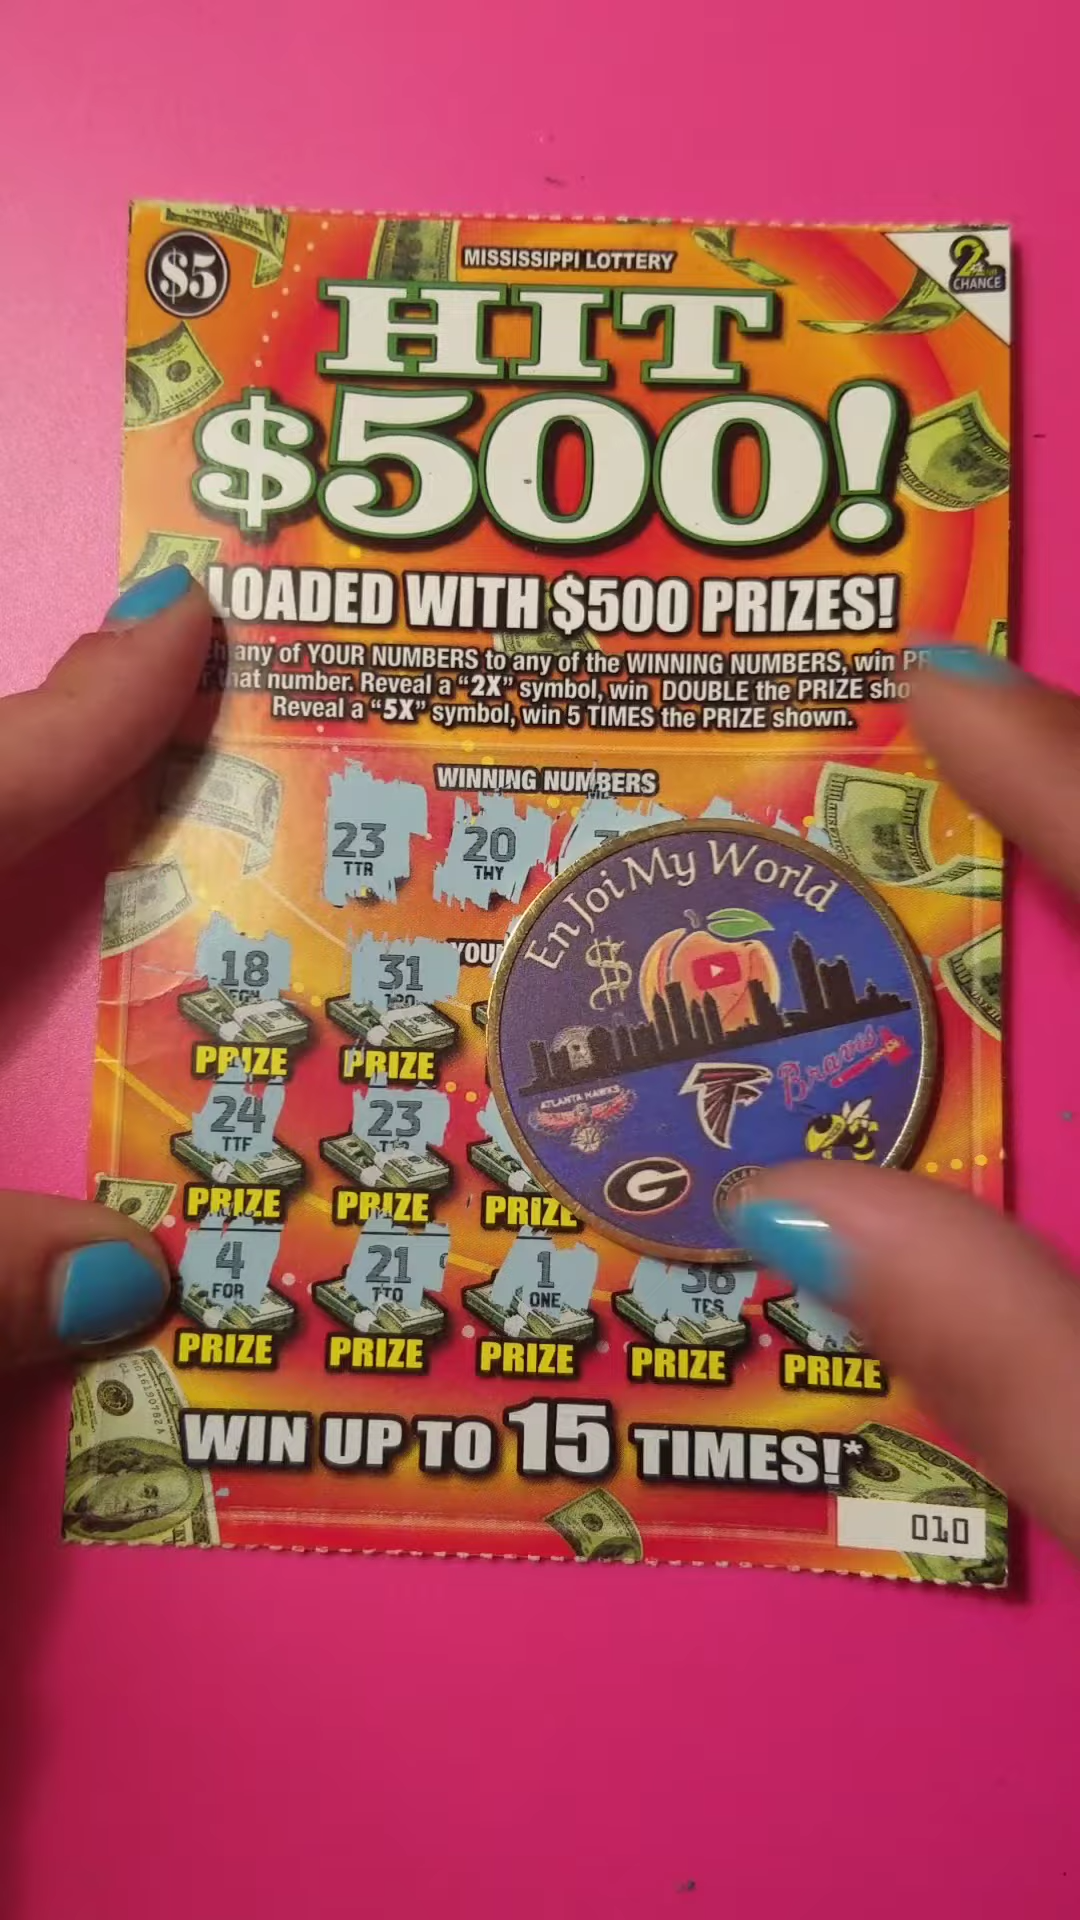 $5
MISSISSIPPI LOTTERY
2
CHANCE
HIT
$500!
LOADED WITH $500 PRIZES!
any of YOUR NUMBERS to any of the WINNING NUMBERS, win
that number. Reveal a “2X” symbol, win DOUBLE the PRIZE
Reveal a “5X” symbol, win 5 TIMES the PRIZE shown.
WINNING NUMBERS
23 20
TTR THY
EnJoi My World
$
18 31
PRIZE PRIZE
Braves
ATLANTA HAWKS
24 23
TTF
G
PRIZE PRIZE PRIZE
4 21 1 36
FOR TTO ONE
PRIZE PRIZE PRIZE PRIZE PRIZE
WIN UP TO 15 TIMES!*
010